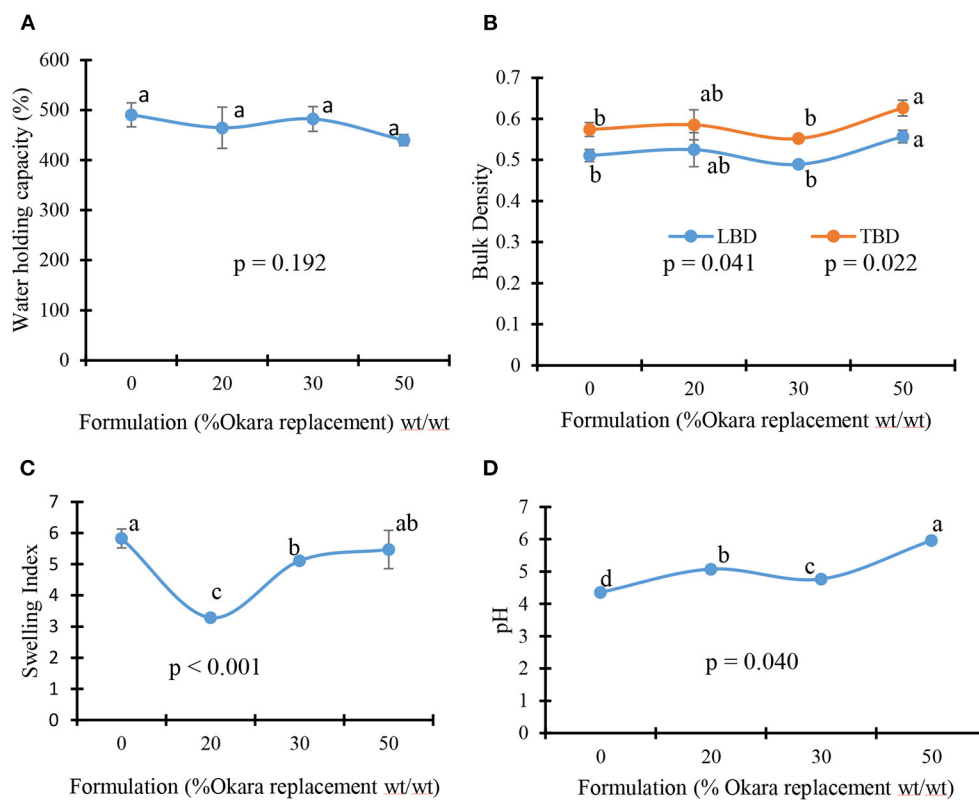 A
Water holding capacity (%)
600
500
400
300
200
100
0
a
a
a
a
p = 0.192
0 20 30 50
Formulation (%Okara replacement) wt/wt
B
Bulk Density
0.7
0.6
0.5
0.4
0.3
0.2
0.1
0
b
ab
b
a
b
ab
b
a
LBD TBD
p = 0.041 p = 0.022
0 20 30 50
Formulation (%Okara replacement wt/wt)
C
Swelling Index
7
6
5
4
3
2
1
0
a
c
b
ab
p < 0.001
0 20 30 50
Formulation (%Okara replacement wt/wt)
D
pH
7
6
5
4
3
2
1
0
d
b
c
a
p = 0.040
0 20 30 50
Formulation (% Okara replacement wt/wt)